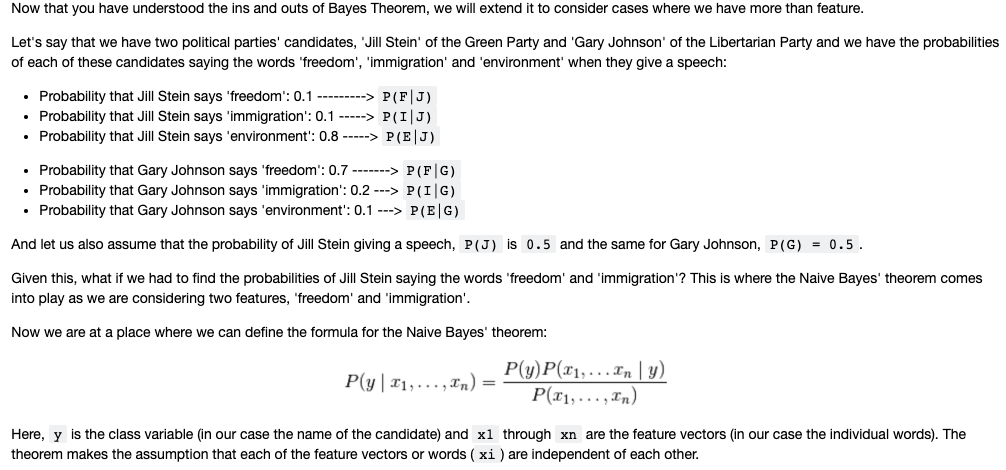 Now that you have understood the ins and outs of Bayes Theorem, we will extend it to consider cases where we have more than feature.
Let's say that we have two political parties' candidates, 'Jill Stein' of the Green Party and 'Gary Johnson' of the Libertarian Party and we have the probabilities
of each of these candidates saying the words 'freedom', 'immigration' and 'environment' when they give a speech:
• Probability that Jill Stein says 'freedom': 0.1 ---------> P(F|J)
• Probability that Jill Stein says 'immigration': 0.1 -----> P(I|J)
• Probability that Jill Stein says 'environment': 0.8 -----> P(E|J)
• Probability that Gary Johnson says 'freedom': 0.7 -------> P(F|G)
• Probability that Gary Johnson says 'immigration': 0.2 ---> P(I|G)
• Probability that Gary Johnson says 'environment': 0.1 ---> P(E|G)
And let us also assume that the probability of Jill Stein giving a speech, P(J) is 0.5 and the same for Gary Johnson, P(G) = 0.5 .
Given this, what if we had to find the probabilities of Jill Stein saying the words 'freedom' and 'immigration'? This is where the Naive Bayes' theorem comes
into play as we are considering two features, 'freedom' and 'immigration'.
Now we are at a place where we can define the formula for the Naive Bayes' theorem:
P(y | x₁, . . . , xₙ) = P(y)P(x₁, . . . xₙ | y) / P(x₁, . . . , xₙ)
Here, y is the class variable (in our case the name of the candidate) and x1 through xn are the feature vectors (in our case the individual words). The
theorem makes the assumption that each of the feature vectors or words ( xi ) are independent of each other.